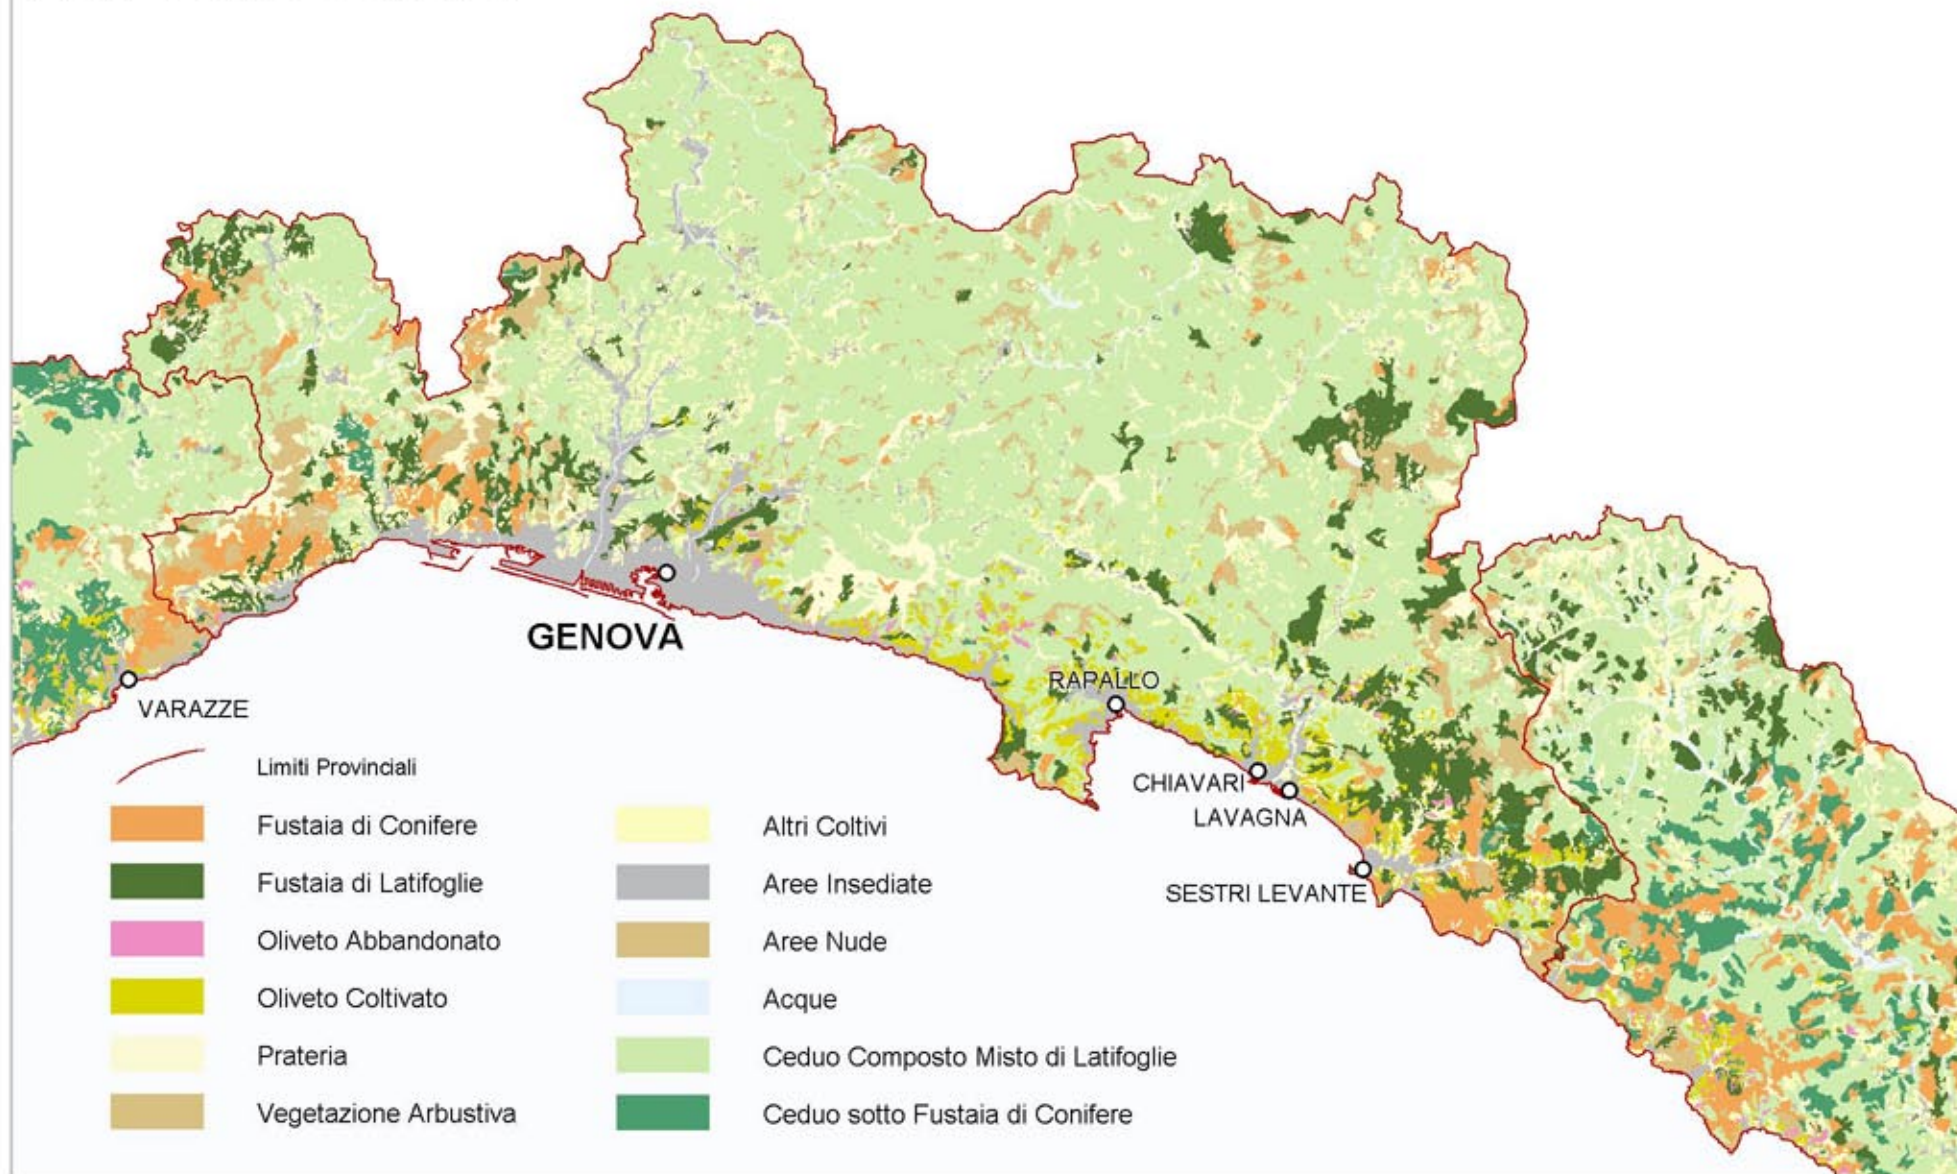 GENOVA
RAPALLO
VARAZZE
CHIAVARI
LAVAGNA
SESTRI LEVANTE
Limiti Provinciali
Fustaia di Conifere
Fustaia di Latifoglie
Oliveto Abbandonato
Oliveto Coltivato
Prateria
Vegetazione Arbustiva
Altri Coltivi
Aree Insediate
Aree Nude
Acque
Ceduo Composto Misto di Latifoglie
Ceduo sotto Fustaia di Conifere